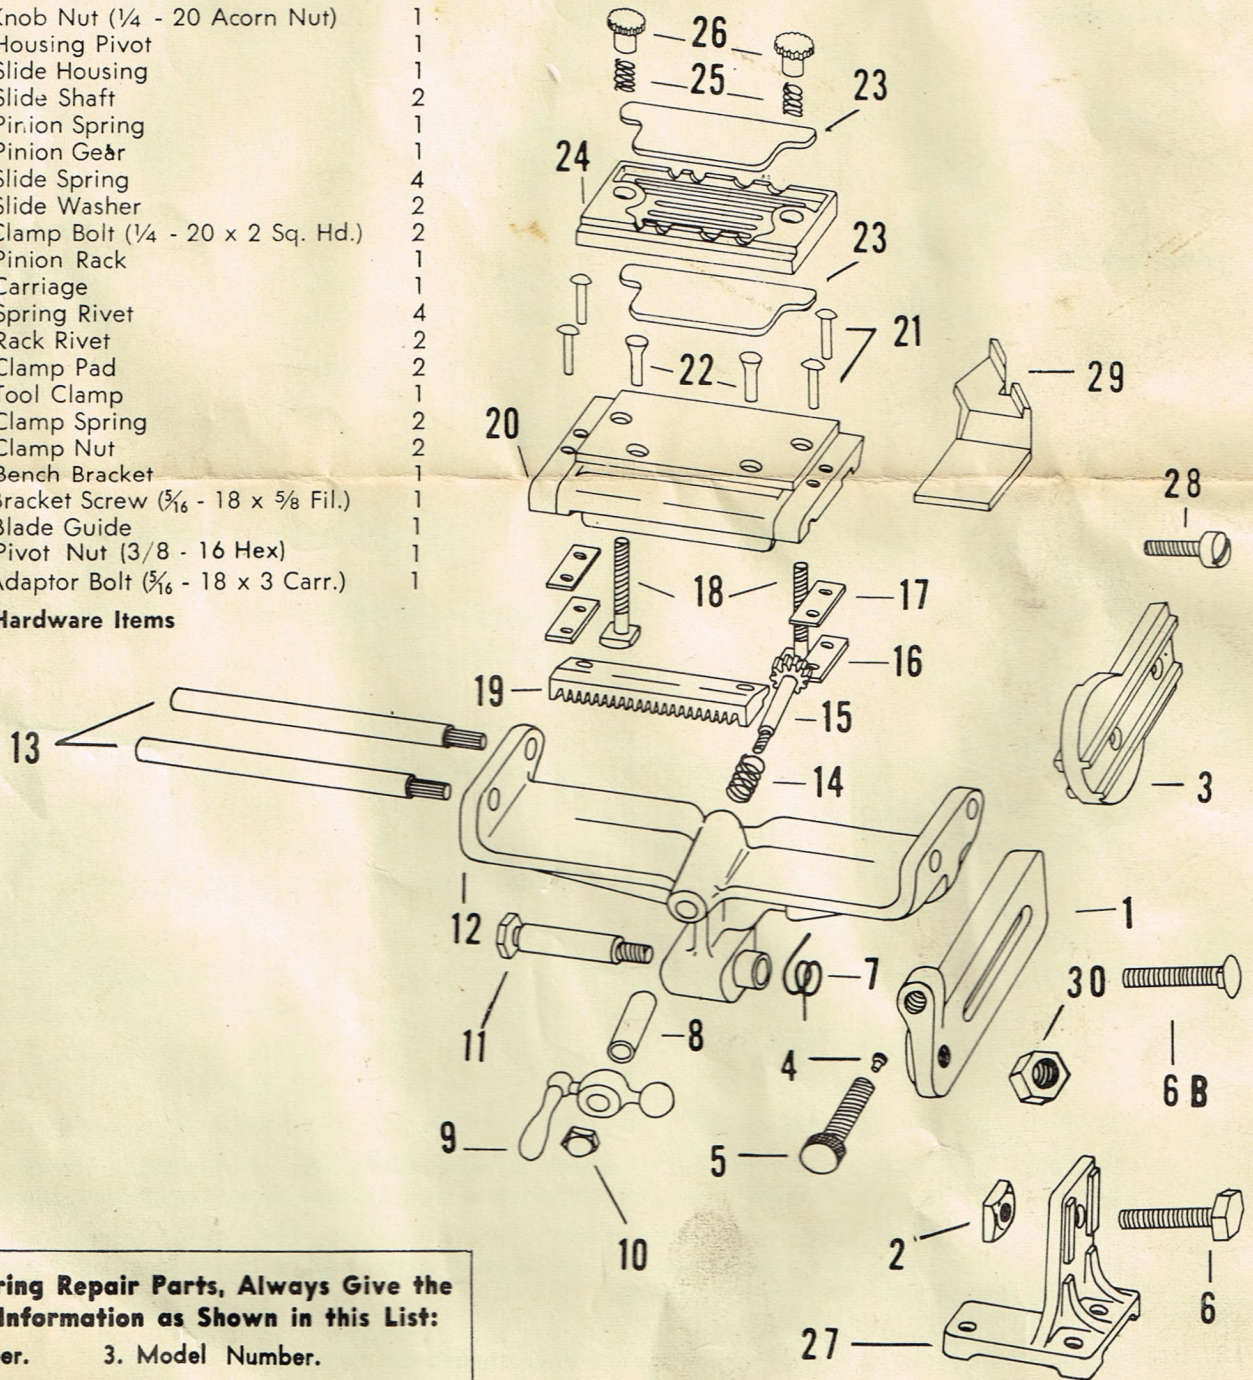 Knob Nut (¼ - 20 Acorn Nut) 1
Housing Pivot 1
Slide Housing 1
Slide Shaft 2
Pinion Spring 1
Pinion Gear 1
Slide Spring 4
Slide Washer 2
Clamp Bolt (¼ - 20 x 2 Sq. Hd.) 2
Pinion Rack 1
Carriage 1
Spring Rivet 4
Rack Rivet 2
Clamp Pad 2
Tool Clamp 1
Clamp Spring 2
Clamp Nut 2
Bench Bracket 1
Bracket Screw (5/16 - 18 x ⅝ Fil.) 1
Blade Guide 1
Pivot Nut (3/8 - 16 Hex) 1
Adaptor Bolt (5/16 - 18 x 3 Carr.) 1
Hardware Items
26
25
23
24
23
21
22
29
20
28
18
17
16
19
15
13
14
3
12
1
7
30
11
8
4
6 B
9
5
10
2
6
27
ring Repair Parts, Always Give the
Information as Shown in this List:
er. 3. Model Number.